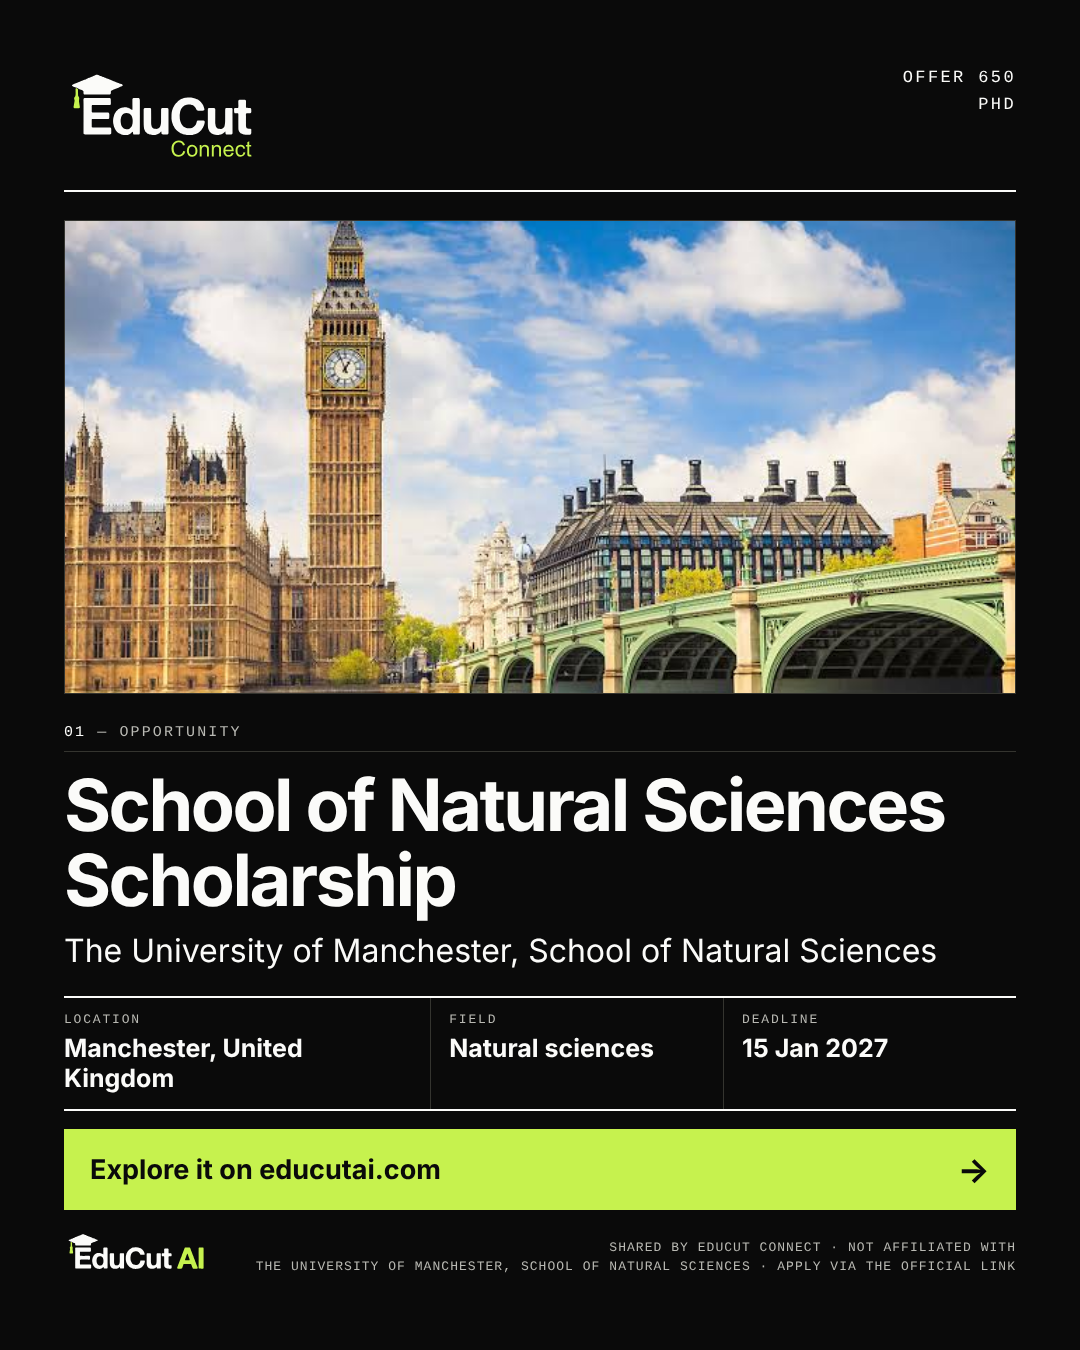 EduCut
Connect
OFFER 650
PHD
01 — OPPORTUNITY
School of Natural Sciences
Scholarship
The University of Manchester, School of Natural Sciences
LOCATION
Manchester, United
Kingdom
FIELD
Natural sciences
DEADLINE
15 Jan 2027
Explore it on educutai.com →
EduCut AI
SHARED BY EDUCUT CONNECT · NOT AFFILIATED WITH
THE UNIVERSITY OF MANCHESTER, SCHOOL OF NATURAL SCIENCES · APPLY VIA THE OFFICIAL LINK